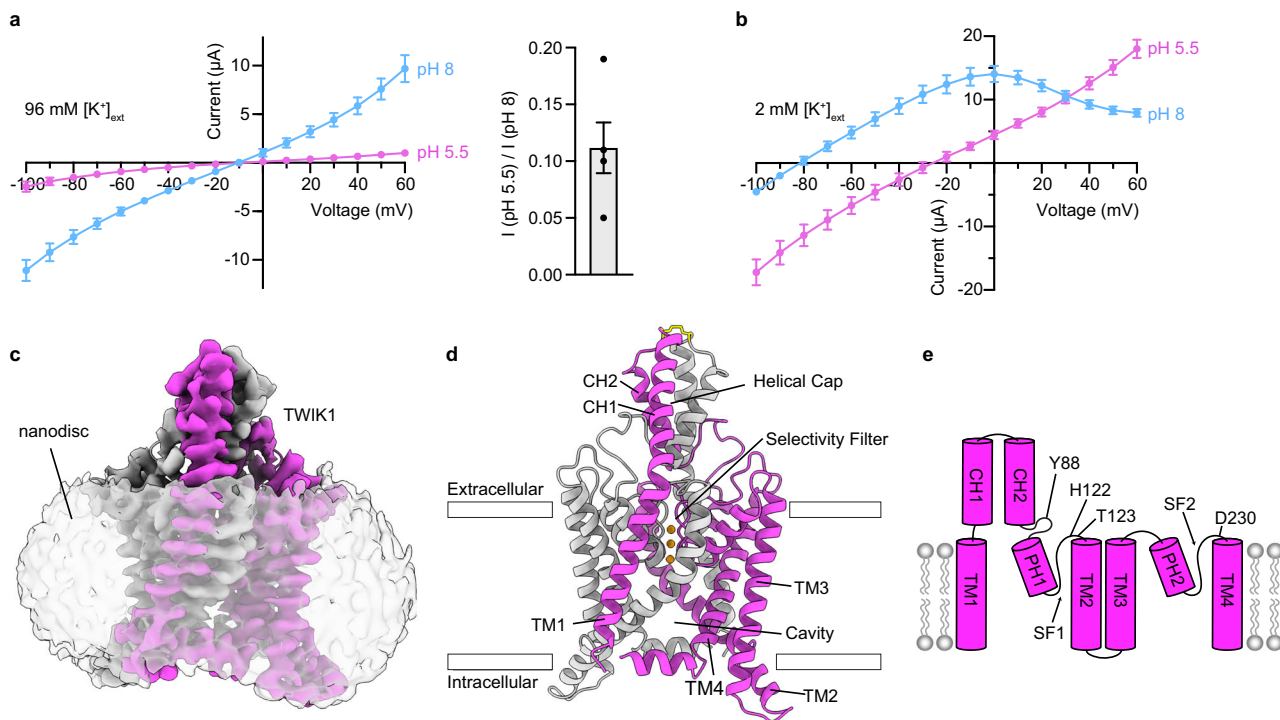 a
96 mM [K⁺]ext
Current (µA)
10
5
-5
-10
-100
-60
-20
20
40
60
Voltage (mV)
pH 8
pH 5.5
I (pH 5.5) / I (pH 8)
0.20
0.15
0.10
0.05
0.00
b
2 mM [K⁺]ext
20
10
-10
-20
-100
-80
-60
-40
-20
20
40
60
Voltage (mV)
Current (µA)
pH 5.5
pH 8
c
nanodisc
TWIK1
d
CH2
CH1
Helical Cap
Selectivity Filter
Extracellular
TM3
TM1
Cavity
Intracellular
TM4
TM2
e
CH1
CH2
Y88
H122
T123
SF2
D230
TM1
PH1
TM2
TM3
PH2
TM4
SF1